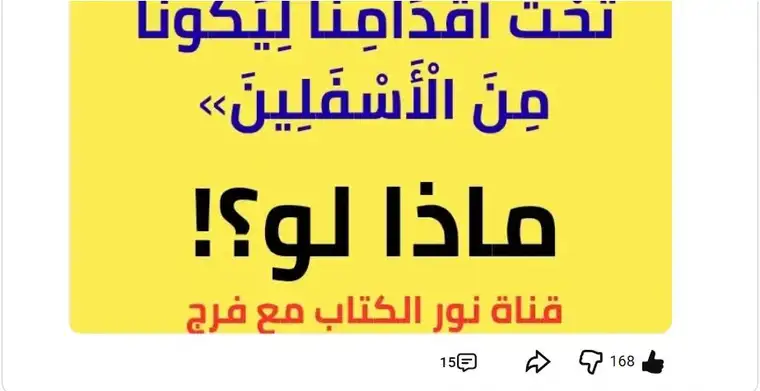 تَحْتَ أَقْدَامِنَا لِيَكُونَا
مِنَ الْأَسْفَلِينَ»
ماذا لو؟!
قناة نور الكتاب مع فرج
168
15